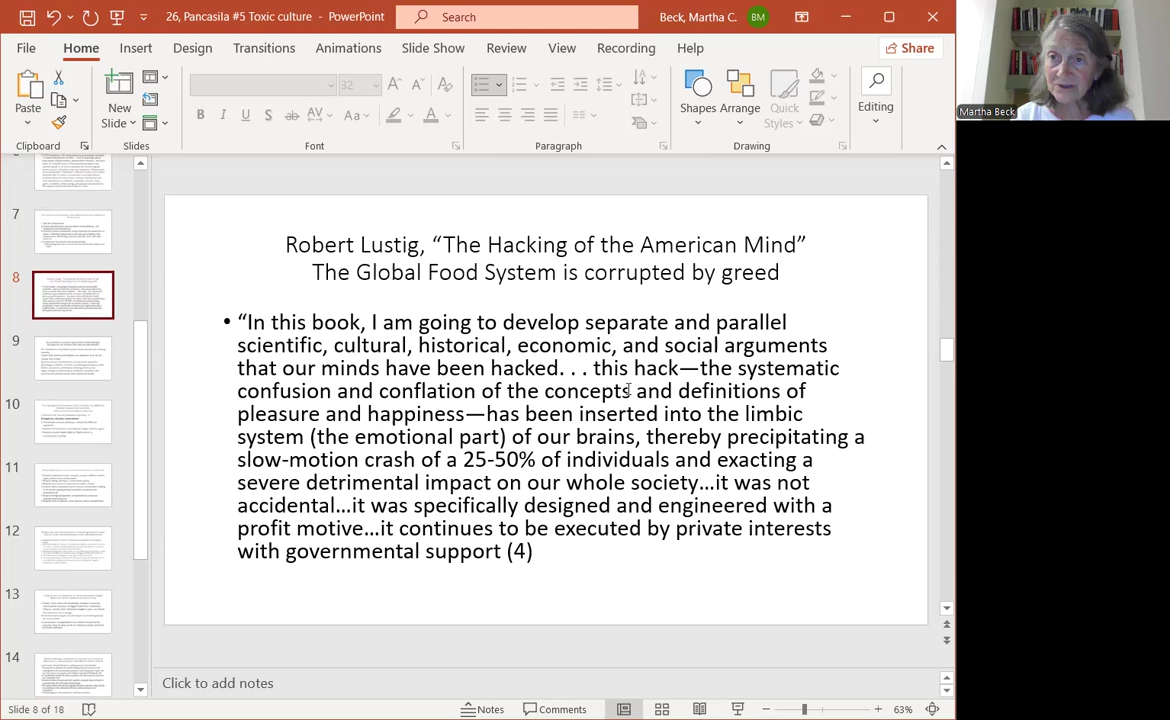 26, Pancasila #5 Toxic culture - PowerPoint
Search
Beck, Martha C.
BM
File Home Insert Design Transitions Animations Slide Show Review View Recording Help
Share
Paste
New
Slide
32
Shapes Arrange Quick
Styles
Editing
Clipboard
Slides
Font
Paragraph
Drawing
Martha Beck
7
8
9
10
11
12
13
14
Robert Lustig, “The Hacking of the American Mind”
The Global Food System is corrupted by greed
• “In this book, I am going to develop separate and parallel
scientific, cultural, historical, economic, and social arguments
that our minds have been hacked. . . this hack—the systematic
confusion and conflation of the concepts and definitions of
pleasure and happiness—has been inserted into the limbic
system (the emotional part) of our brains, thereby precipitating a
slow-motion crash of a 25-50% of individuals and exacting a
severe detrimental impact on our whole society…it was not
accidental…it was specifically designed and engineered with a
profit motive…it continues to be executed by private interests
with governmental support (4)
Click to add notes
Slide 8 of 18
Notes
Comments
63%